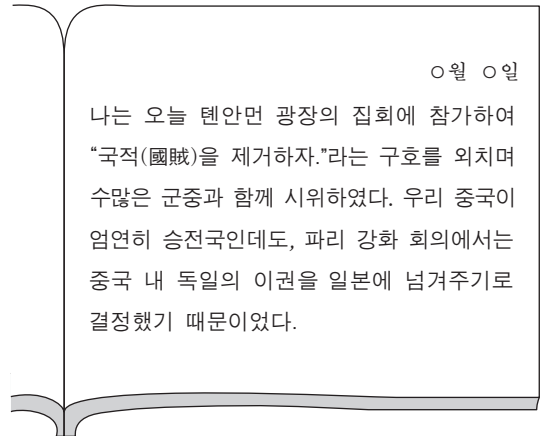 ○월 ○일
나는 오늘 톈안먼 광장의 집회에 참가하여
“국적(國賊)을 제거하자.”라는 구호를 외치며
수많은 군중과 함께 시위하였다. 우리 중국이
엄연히 승전국인데도, 파리 강화 회의에서는
중국 내 독일의 이권을 일본에 넘겨주기로
결정했기 때문이었다.